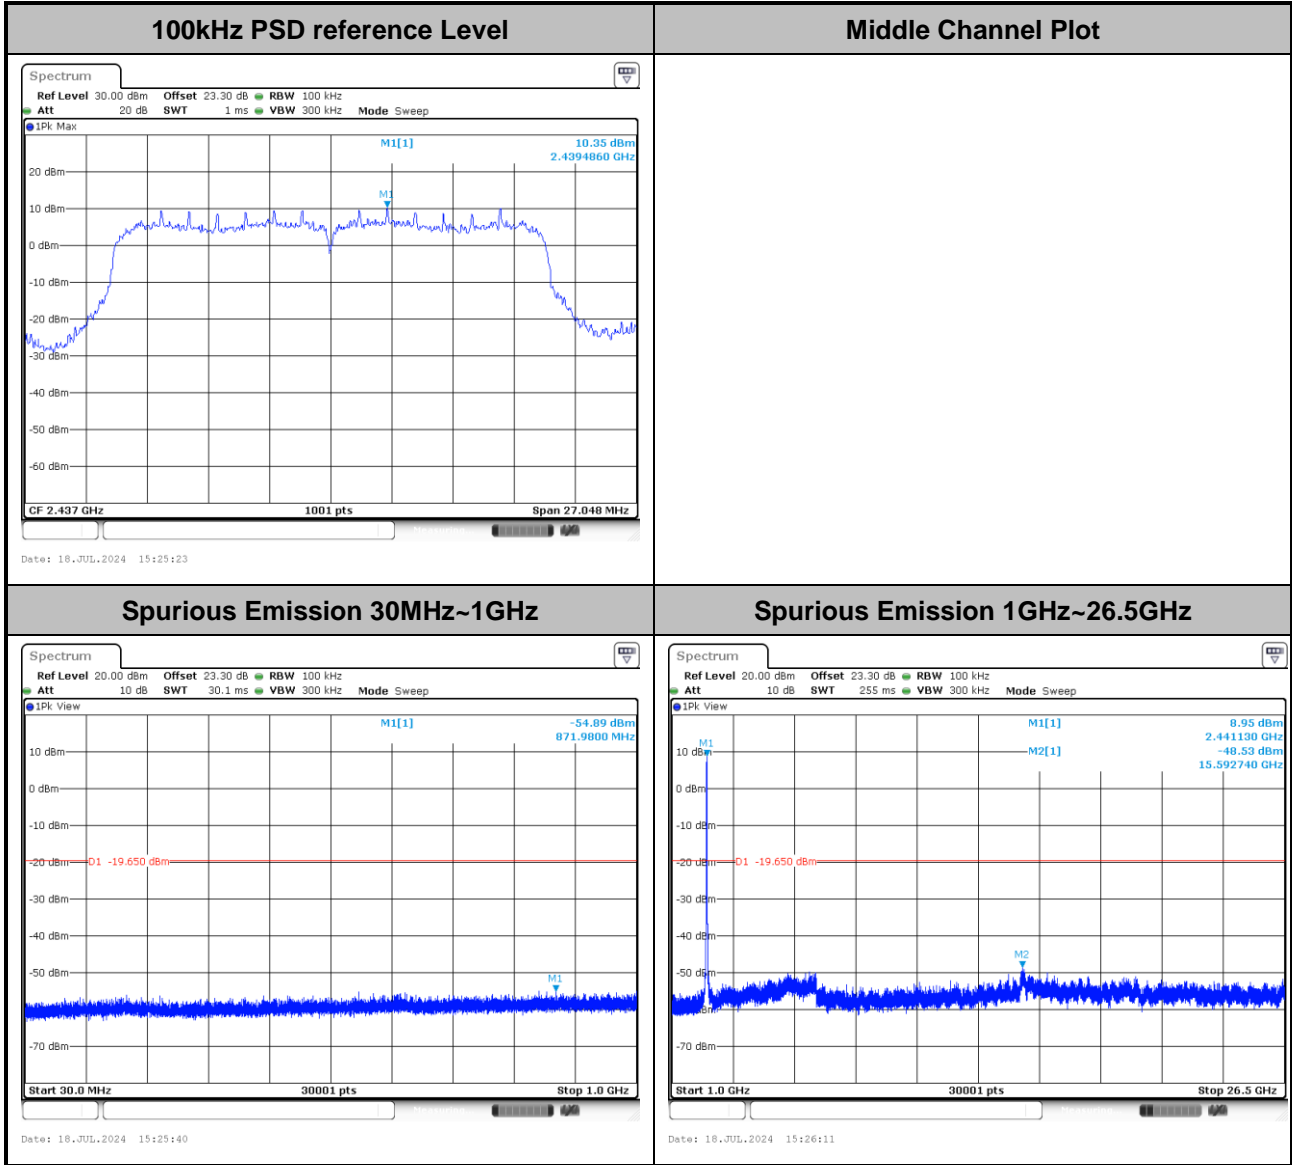 100kHz PSD reference Level
Middle Channel Plot
Spectrum
Ref Level 30.00 dBm Offset 23.30 dB RBW 100 kHz
Att 20 dB SWT 1 ms VBW 300 kHz Mode Sweep
1Pk Max
M1[1] 10.35 dBm
2.4394860 GHz
20 dBm
M1
10 dBm
0 dBm
-10 dBm
-20 dBm
-30 dBm
-40 dBm
-50 dBm
-60 dBm
CF 2.437 GHz 1001 pts Span 27.048 MHz
Date: 18.JUL.2024 15:25:23
Spurious Emission 30MHz~1GHz
Spurious Emission 1GHz~26.5GHz
Spectrum
Ref Level 20.00 dBm Offset 23.30 dB RBW 100 kHz
Att 10 dB SWT 30.1 ms VBW 300 kHz Mode Sweep
1Pk View
M1[1] -54.89 dBm
871.9800 MHz
10 dBm
0 dBm
-10 dBm
-20 dBm
D1 -19.650 dBm
-30 dBm
-40 dBm
-50 dBm
M1
-70 dBm
Start 30.0 MHz 30001 pts Stop 1.0 GHz
Date: 18.JUL.2024 15:25:40
Spectrum
Ref Level 20.00 dBm Offset 23.30 dB RBW 100 kHz
Att 10 dB SWT 255 ms VBW 300 kHz Mode Sweep
1Pk View
M1[1] 8.95 dBm
2.441130 GHz
M1
10 dBm
M2[1] -48.53 dBm
15.592740 GHz
0 dBm
-10 dBm
-20 dBm
D1 -19.650 dBm
-30 dBm
-40 dBm
M2
-50 dBm
-70 dBm
Start 1.0 GHz 30001 pts Stop 26.5 GHz
Date: 18.JUL.2024 15:26:11